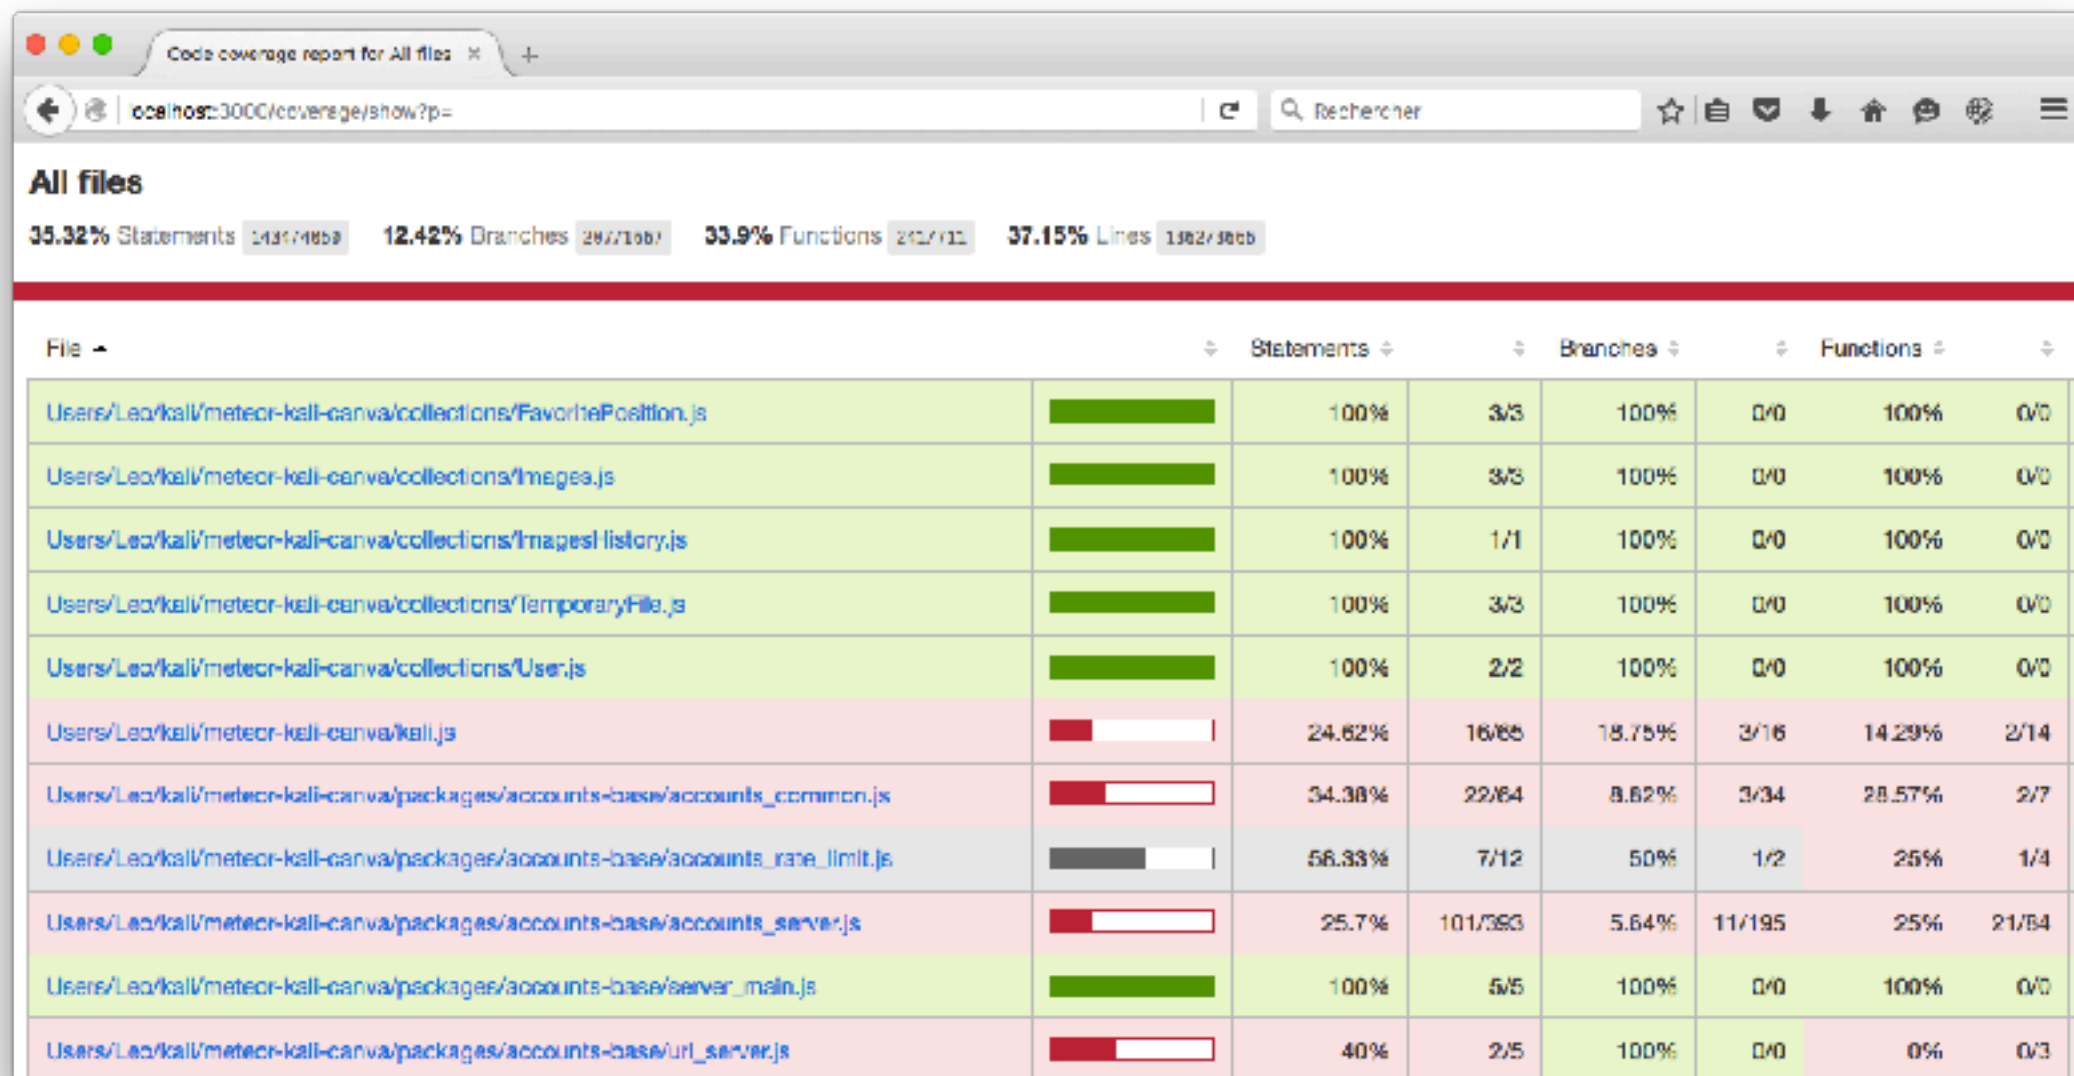 Code coverage report for All files
localhost:3000/coverage/show?p=
Rechercher
All files
35.32% Statements 1434/4059 12.42% Branches 207/1667 33.9% Functions 241/711 37.15% Lines 1362/3666
File Statements Branches Functions
Users/Leo/kali/meteor-kali-canva/collections/FavoritePosition.js 100% 3/3 100% 0/0 100% 0/0
Users/Leo/kali/meteor-kali-canva/collections/Images.js 100% 3/3 100% 0/0 100% 0/0
Users/Leo/kali/meteor-kali-canva/collections/ImagesHistory.js 100% 1/1 100% 0/0 100% 0/0
Users/Leo/kali/meteor-kali-canva/collections/TemporaryFile.js 100% 3/3 100% 0/0 100% 0/0
Users/Leo/kali/meteor-kali-canva/collections/User.js 100% 2/2 100% 0/0 100% 0/0
Users/Leo/kali/meteor-kali-canva/kali.js 24.62% 16/65 18.75% 3/16 14.29% 2/14
Users/Leo/kali/meteor-kali-canva/packages/accounts-base/accounts_common.js 34.38% 22/64 8.82% 3/34 28.57% 2/7
Users/Leo/kali/meteor-kali-canva/packages/accounts-base/accounts_rate_limit.js 58.33% 7/12 50% 1/2 25% 1/4
Users/Leo/kali/meteor-kali-canva/packages/accounts-base/accounts_server.js 25.7% 101/393 5.64% 11/195 25% 21/84
Users/Leo/kali/meteor-kali-canva/packages/accounts-base/server_main.js 100% 5/5 100% 0/0 100% 0/0
Users/Leo/kali/meteor-kali-canva/packages/accounts-base/url_server.js 40% 2/5 100% 0/0 0% 0/3